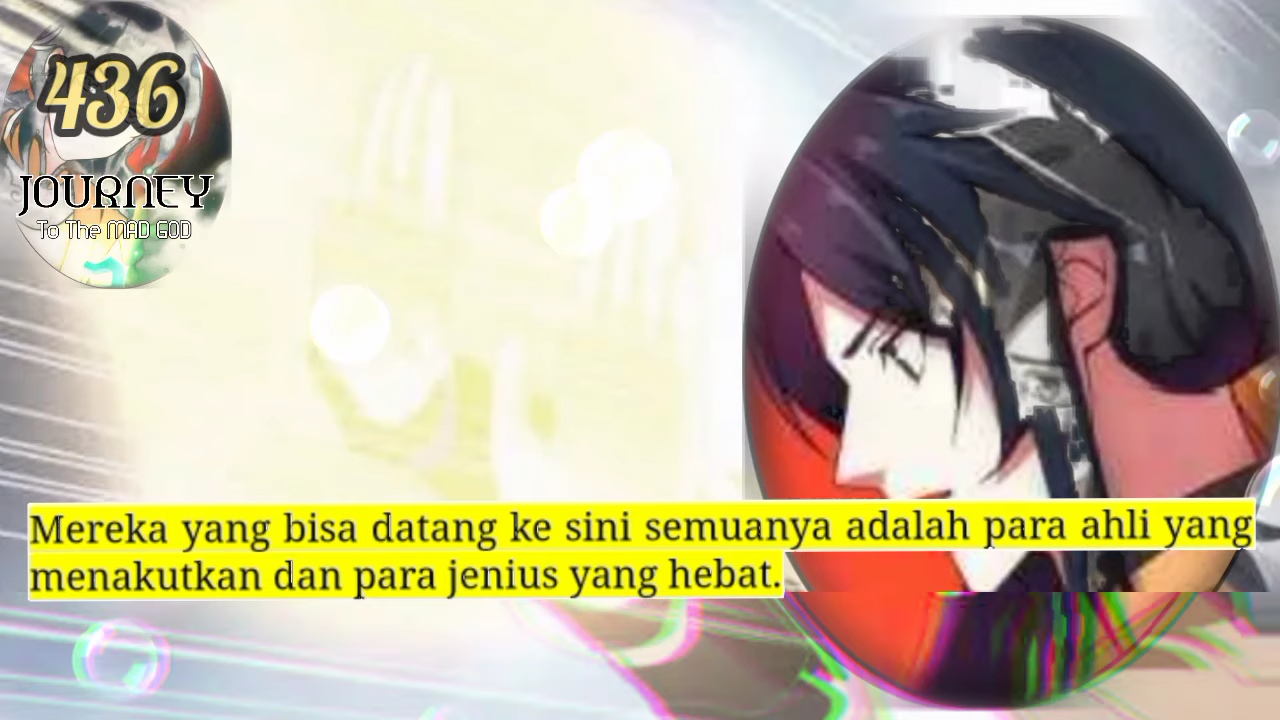 436
JOURNEY
To The MAD GOD
Mereka yang bisa datang ke sini semuanya adalah para ahli yang
menakutkan dan para jenius yang hebat.